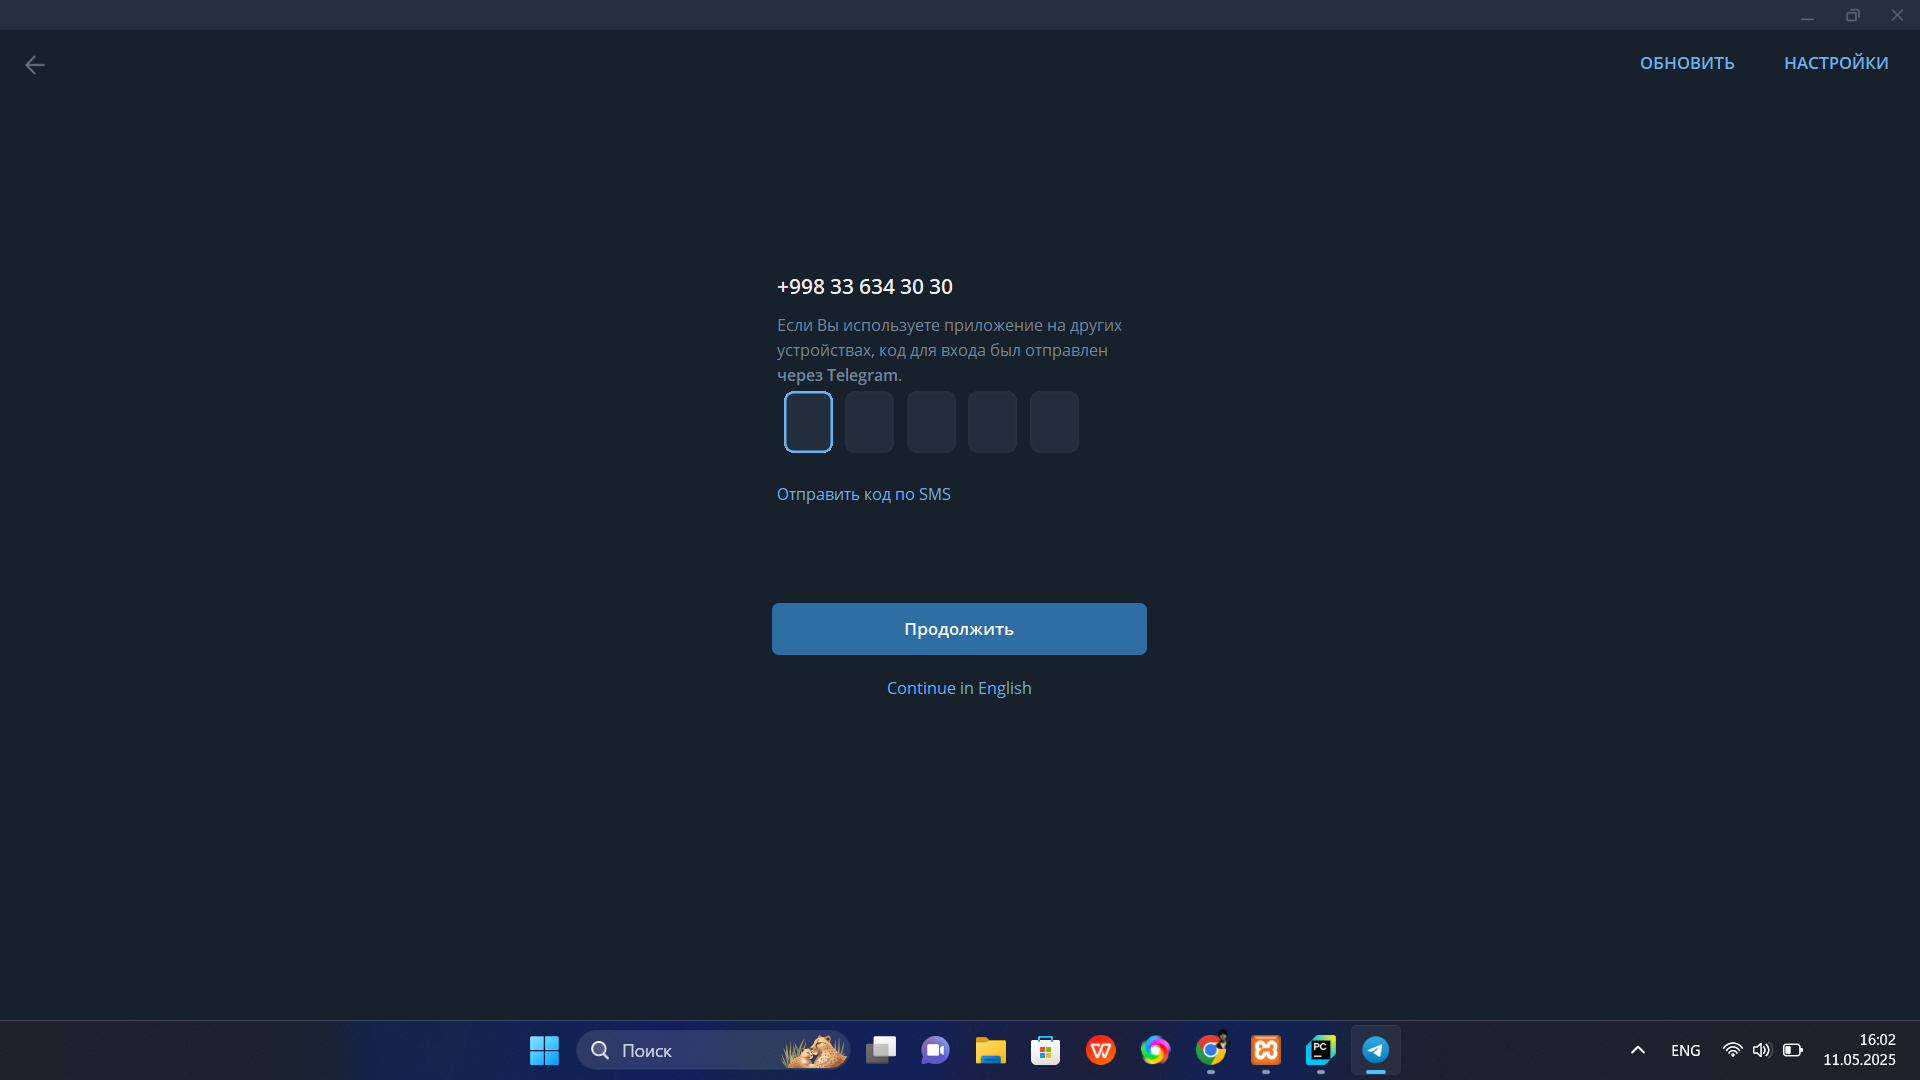 ОБНОВИТЬ
НАСТРОЙКИ
+998 33 634 30 30
Если Вы используете приложение на других
устройствах, код для входа был отправлен
через Telegram.
Отправить код по SMS
Продолжить
Continue in English
Поиск
W
PC
ENG
16:02
11.05.2025